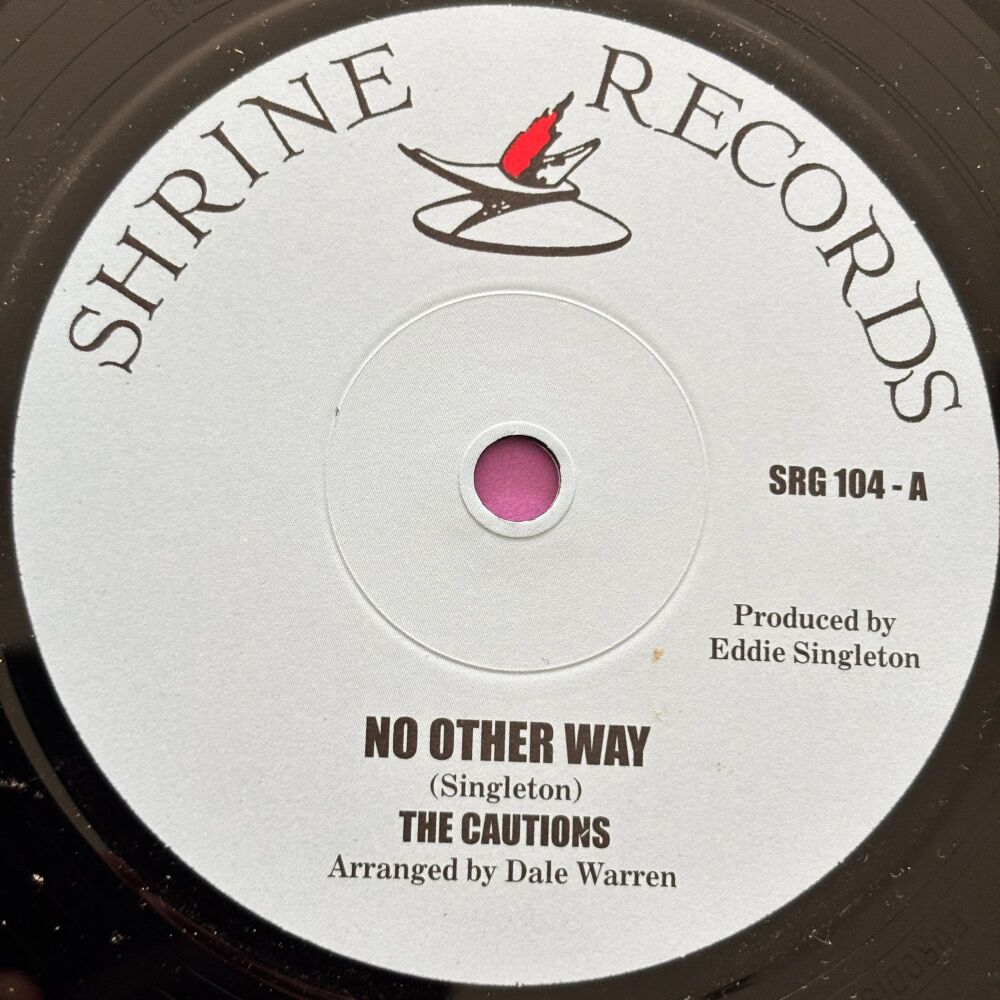 SHRINE RECORDS
SRG 104 - A
Produced by
Eddie Singleton
NO OTHER WAY
(Singleton)
THE CAUTIONS
Arranged by Dale Warren